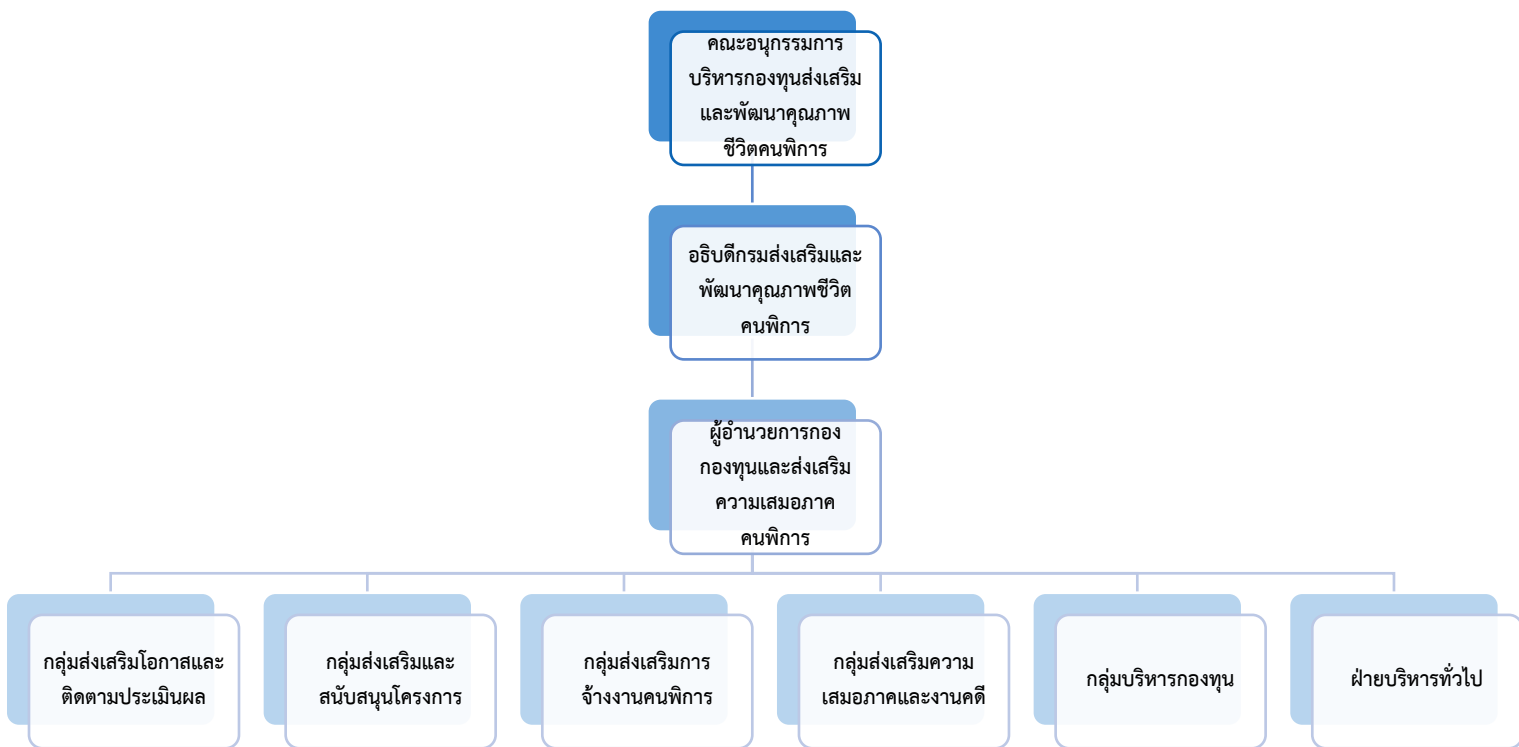 คณะอนุกรรมการ
บริหารกองทุนส่งเสริม
และพัฒนาคุณภาพ
ชีวิตคนพิการ
อธิบดีกรมส่งเสริมและ
พัฒนาคุณภาพชีวิต
คนพิการ
ผู้อำนวยการกอง
กองทุนและส่งเสริม
ความเสมอภาค
คนพิการ
กลุ่มส่งเสริมโอกาสและ
ติดตามประเมินผล
กลุ่มส่งเสริมและ
สนับสนุนโครงการ
กลุ่มส่งเสริมการ
จ้างงานคนพิการ
กลุ่มส่งเสริมความ
เสมอภาคและงานคดี
กลุ่มบริหารกองทุน
ฝ่ายบริหารทั่วไป